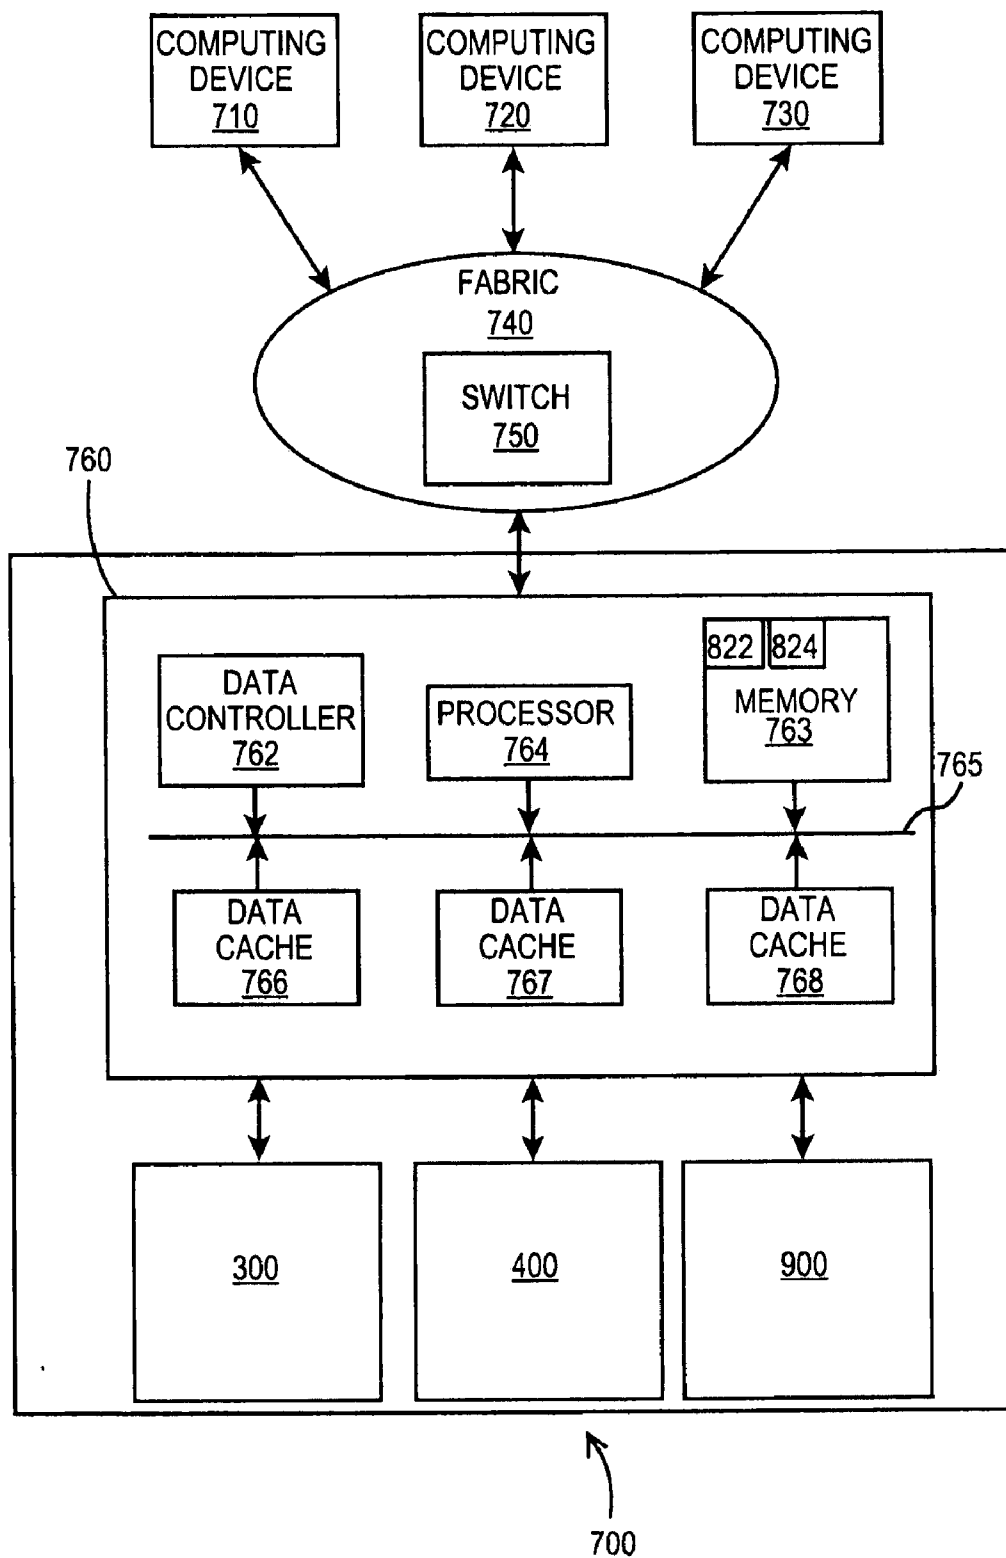 COMPUTING
DEVICE
710
COMPUTING
DEVICE
720
COMPUTING
DEVICE
730
FABRIC
740
SWITCH
750
760
822
824
DATA
CONTROLLER
762
PROCESSOR
764
MEMORY
763
765
DATA
CACHE
766
DATA
CACHE
767
DATA
CACHE
768
300
400
900
700